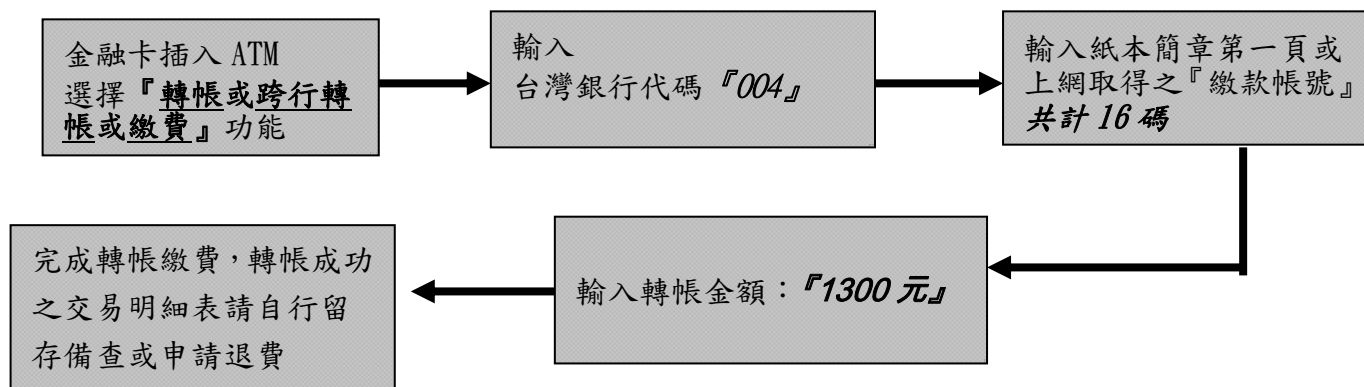 金融卡插入 ATM
選擇『轉帳或跨行轉
帳或繳費』功能
輸入
台灣銀行代碼『004』
輸入紙本簡章第一頁或
上網取得之『繳款帳號』
共計 16 碼
輸入轉帳金額：『1300 元』
完成轉帳繳費，轉帳成功
之交易明細表請自行留
存備查或申請退費